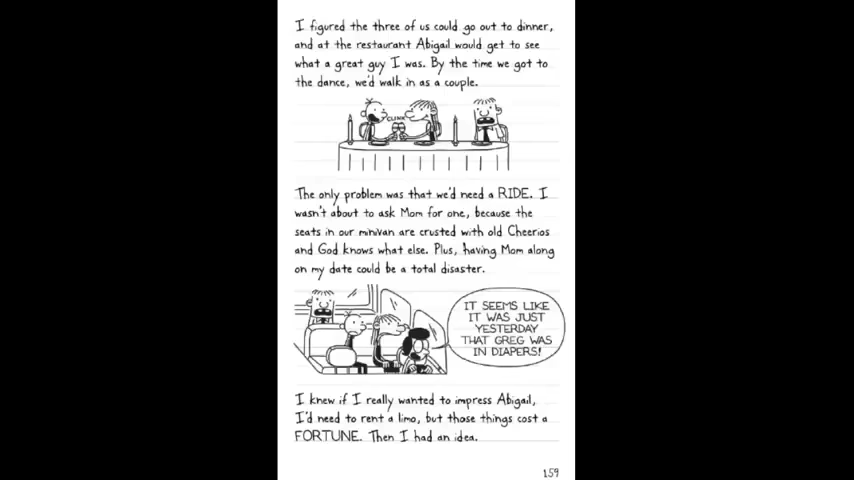 I figured the three of us could go out to dinner,
and at the restaurant Abigail would get to see
what a great guy I was. By the time we got to
the dance, we'd walk in as a couple.
CLINK
The only problem was that we'd need a RIDE. I
wasn't about to ask Mom for one, because the
seats in our minivan are crusted with old Cheerios
and God knows what else. Plus, having Mom along
on my date could be a total disaster.
IT SEEMS LIKE
IT WAS JUST
YESTERDAY
THAT GREG WAS
IN DIAPERS!
I knew if I really wanted to impress Abigail,
I'd need to rent a limo, but those things cost a
FORTUNE. Then I had an idea.
159